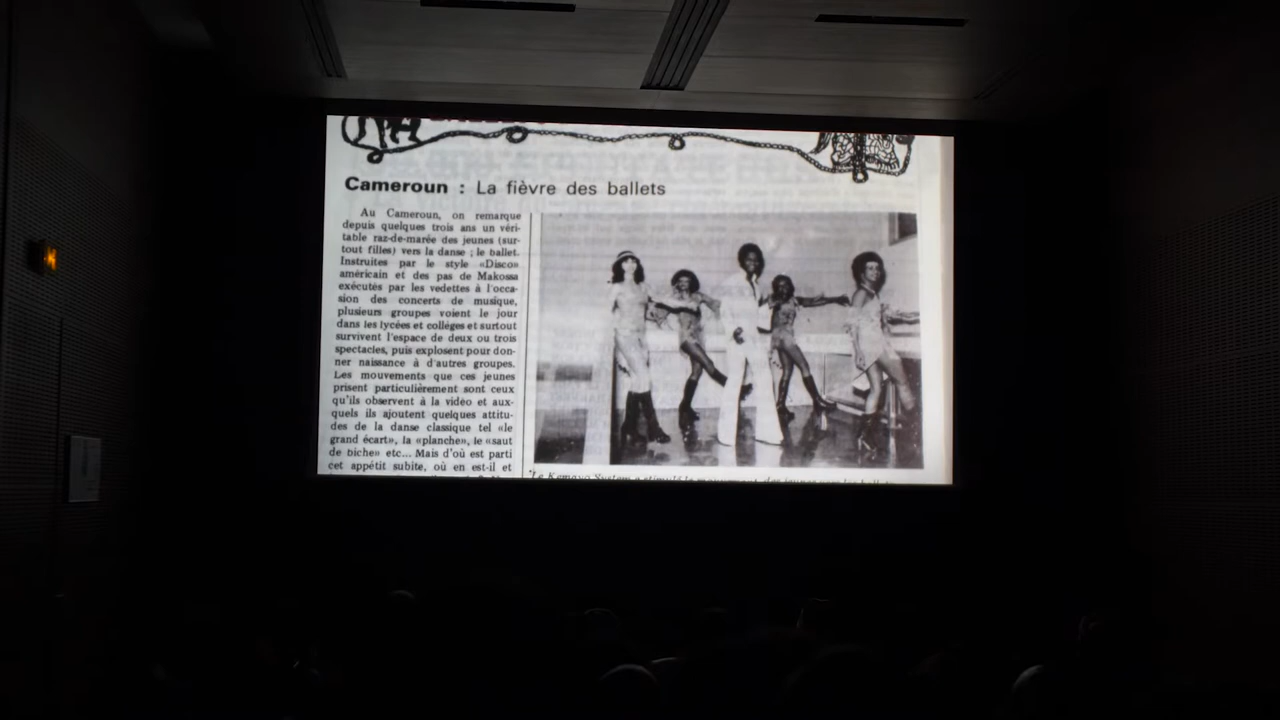 Cameroun : La fièvre des ballets
Au Cameroun, on remarque
depuis quelques trois ans un véri-
table raz-de-marée des jeunes (sur-
tout filles) vers la danse ; le ballet.
Instruites par le style «Disco»
américain et des pas de Makossa
exécutés par les vedettes à l'occa-
sion des concerts de musique,
plusieurs groupes voient le jour
dans les lycées et collèges et surtout
survivent l'espace de deux ou trois
spectacles, puis explosent pour don-
ner naissance à d'autres groupes.
Les mouvements que ces jeunes
prisent particulièrement sont ceux
qu'ils observent à la vidéo et aux-
quels ils ajoutent quelques attitu-
des de la danse classique tel «le
grand écart», la «planche», le «saut
de biche» etc... Mais d'où est parti
cet appétit subite, où en est-il et